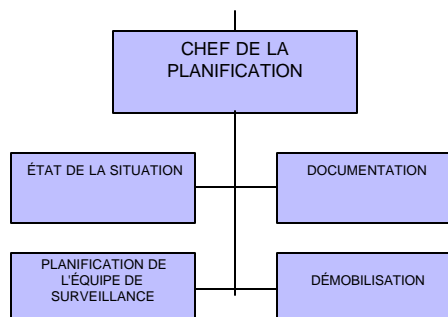 CHEF DE LA
PLANIFICATION
ÉTAT DE LA SITUATION
DOCUMENTATION
PLANIFICATION DE
L'ÉQUIPE DE
SURVEILLANCE
DÉMOBILISATION